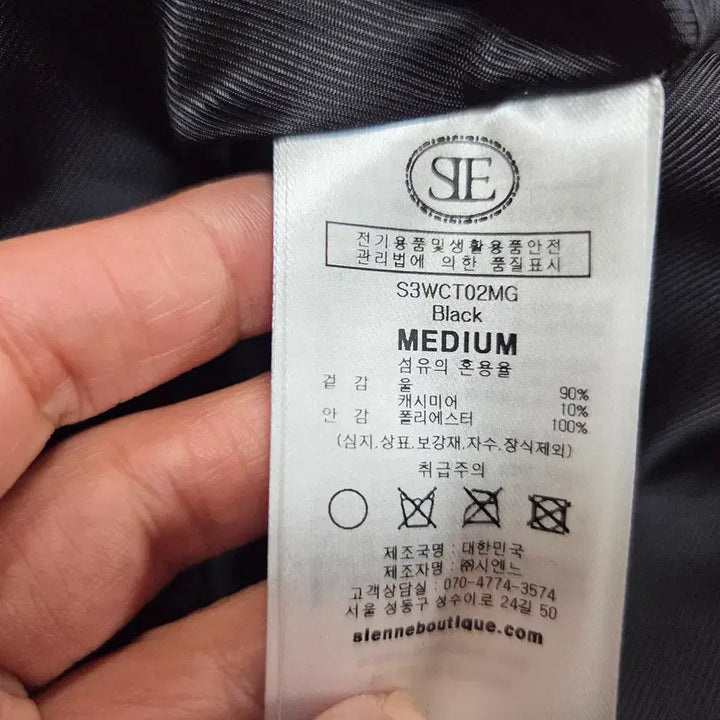 SIE
전기용품및생활용품안전
관리법에 의한 품질표시
S3WCT02MG
Black
MEDIUM
섬유의 혼용율
겉 감 울 90%
캐시미어 10%
안 감 폴리에스터 100%
(심지,상표,보강재,자수,장식제외)
취급주의
제조국명 : 대한민국
제조자명 : ㈜시엔느
고객상담실 : 070-4774-3574
서울 성동구 성수이로 24길 50
sienneboutique.com